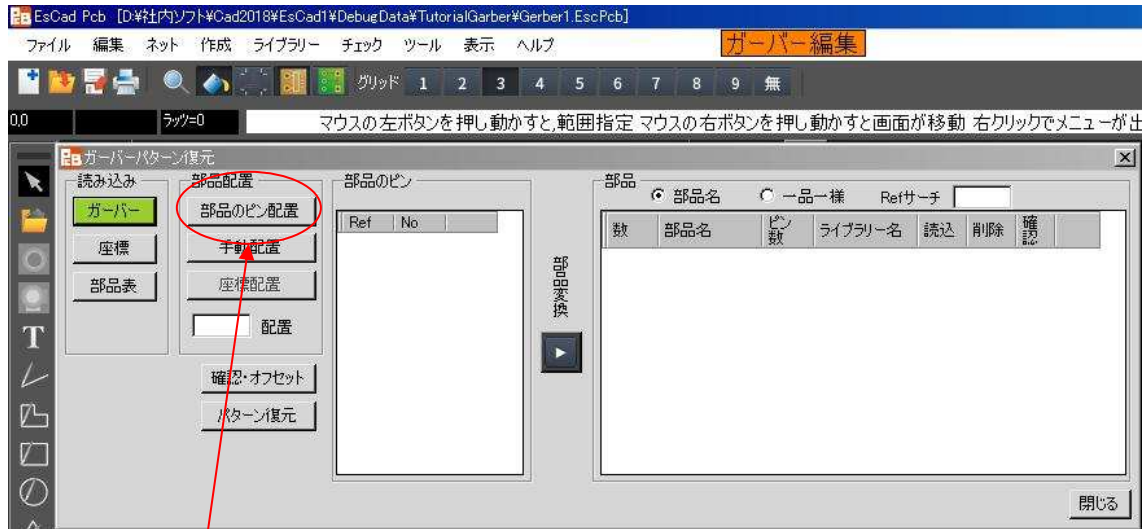 EsCad Pcb [D:¥社内ソフト¥Cad2018¥EsCad1¥DebugData¥TutorialGarber¥Gerber1.EscPcb]
ファイル 編集 ネット 作成 ライブラリー チェック ツール 表示 ヘルプ ガーバー編集
グリッド 1 2 3 4 5 6 7 8 9 無
0,0 ラッツ=0 マウスの左ボタンを押し動かすと,範囲指定 マウスの右ボタンを押し動かすと画面が移動 右クリックでメニューが出
ガーバーパターン復元
読み込み 部品配置 部品のピン 部品
部品名 一品一様 Refサーチ
ガーバー 部品のピン配置
Ref No
数 部品名 ピン数 ライブラリー名 読込 削除 確認
座標 手動配置
部品変換
部品表 座標配置
配置
T
確認・オフセット
パターン復元
閉じる